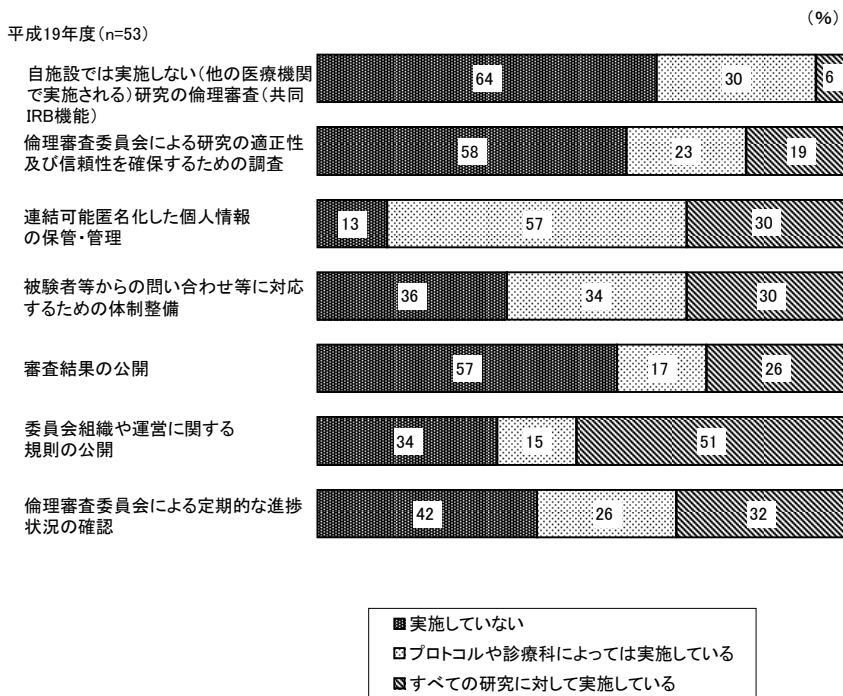 (%)
平成19年度(n=53)
自施設では実施しない(他の医療機関
で実施される)研究の倫理審査(共同
IRB機能)
64 30 6
倫理審査委員会による研究の適正性
及び信頼性を確保するための調査
58 23 19
連結可能匿名化した個人情報
の保管・管理
13 57 30
被験者等からの問い合わせ等に対応
するための体制整備
36 34 30
審査結果の公開
57 17 26
委員会組織や運営に関する
規則の公開
34 15 51
倫理審査委員会による定期的な進捗
状況の確認
42 26 32
実施していない
プロトコルや診療科によっては実施している
すべての研究に対して実施している